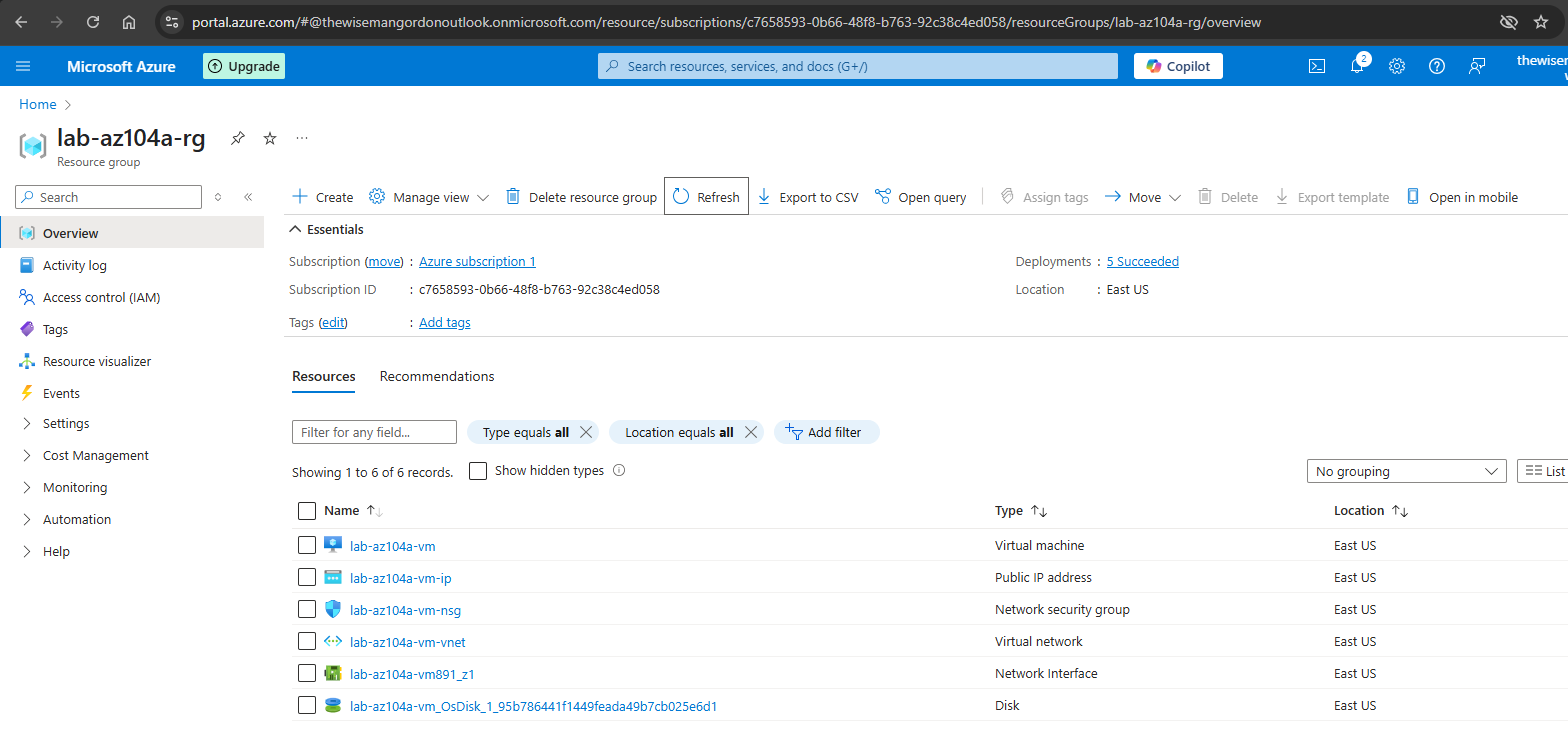 portal.azure.com/#@thewisemangordonoutlook.onmicrosoft.com/resource/subscriptions/c7658593-0b66-48f8-b763-92c38c4ed058/resourceGroups/lab-az104a-rg/overview
Microsoft Azure Upgrade Search resources, services, and docs (G+/) Copilot 2 thewiser
Home
lab-az104a-rg
Resource group
Search
Create Manage view Delete resource group Refresh Export to CSV Open query Assign tags Move Delete Export template Open in mobile
Overview
Activity log
Access control (IAM)
Tags
Resource visualizer
Events
Settings
Cost Management
Monitoring
Automation
Help
Essentials
Subscription (move) : Azure subscription 1
Subscription ID : c7658593-0b66-48f8-b763-92c38c4ed058
Tags (edit) : Add tags
Deployments : 5 Succeeded
Location : East US
Resources Recommendations
Filter for any field... Type equals all Location equals all Add filter
Showing 1 to 6 of 6 records. Show hidden types No grouping List
Name Type Location
lab-az104a-vm Virtual machine East US
lab-az104a-vm-ip Public IP address East US
lab-az104a-vm-nsg Network security group East US
lab-az104a-vm-vnet Virtual network East US
lab-az104a-vm891_z1 Network Interface East US
lab-az104a-vm_OsDisk_1_95b786441f1449feada49b7cb025e6d1 Disk East US